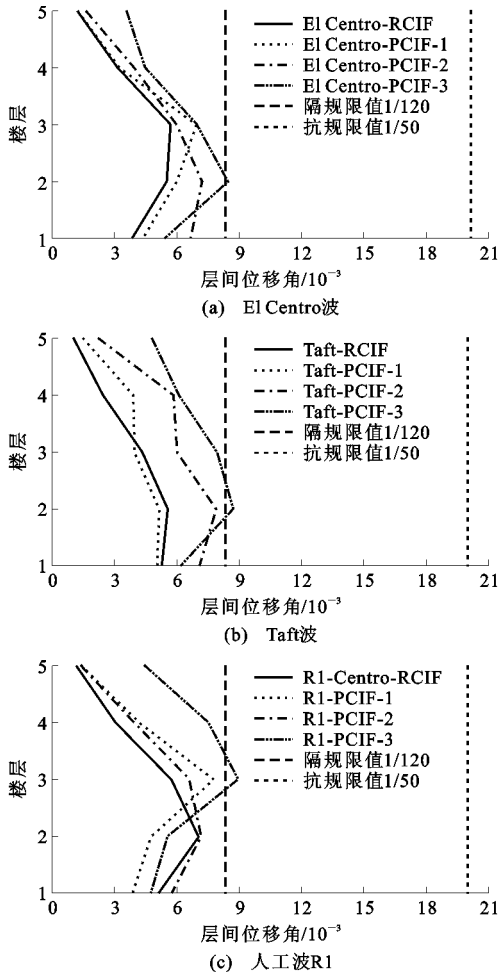 5
4
3
2
1
楼层
El Centro-RCIF
El Centro-PCIF-1
El Centro-PCIF-2
El Centro-PCIF-3
隔规限值1/120
抗规限值1/50
0 3 6 9 12 15 18 21
层间位移角/10⁻³
(a) El Centro波
5
4
3
2
1
楼层
Taft-RCIF
Taft-PCIF-1
Taft-PCIF-2
Taft-PCIF-3
隔规限值1/120
抗规限值1/50
0 3 6 9 12 15 18 21
层间位移角/10⁻³
(b) Taft波
5
4
3
2
1
楼层
R1-Centro-RCIF
R1-PCIF-1
R1-PCIF-2
R1-PCIF-3
隔规限值1/120
抗规限值1/50
0 3 6 9 12 15 18 21
层间位移角/10⁻³
(c) 人工波R1